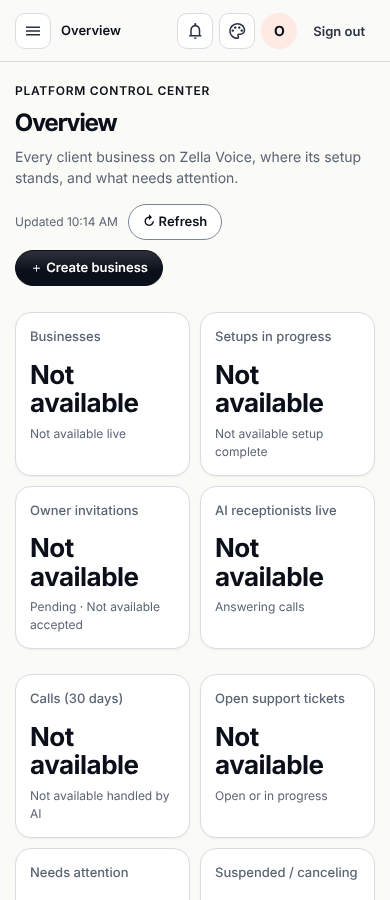 Overview
O
Sign out
PLATFORM CONTROL CENTER
Overview
Every client business on Zella Voice, where its setup
stands, and what needs attention.
Updated 10:14 AM
↻ Refresh
+ Create business
Businesses
Not
available
Not available live
Setups in progress
Not
available
Not available setup
complete
Owner invitations
Not
available
Pending · Not available
accepted
AI receptionists live
Not
available
Answering calls
Calls (30 days)
Not
available
Not available handled by
AI
Open support tickets
Not
available
Open or in progress
Needs attention
Suspended / canceling